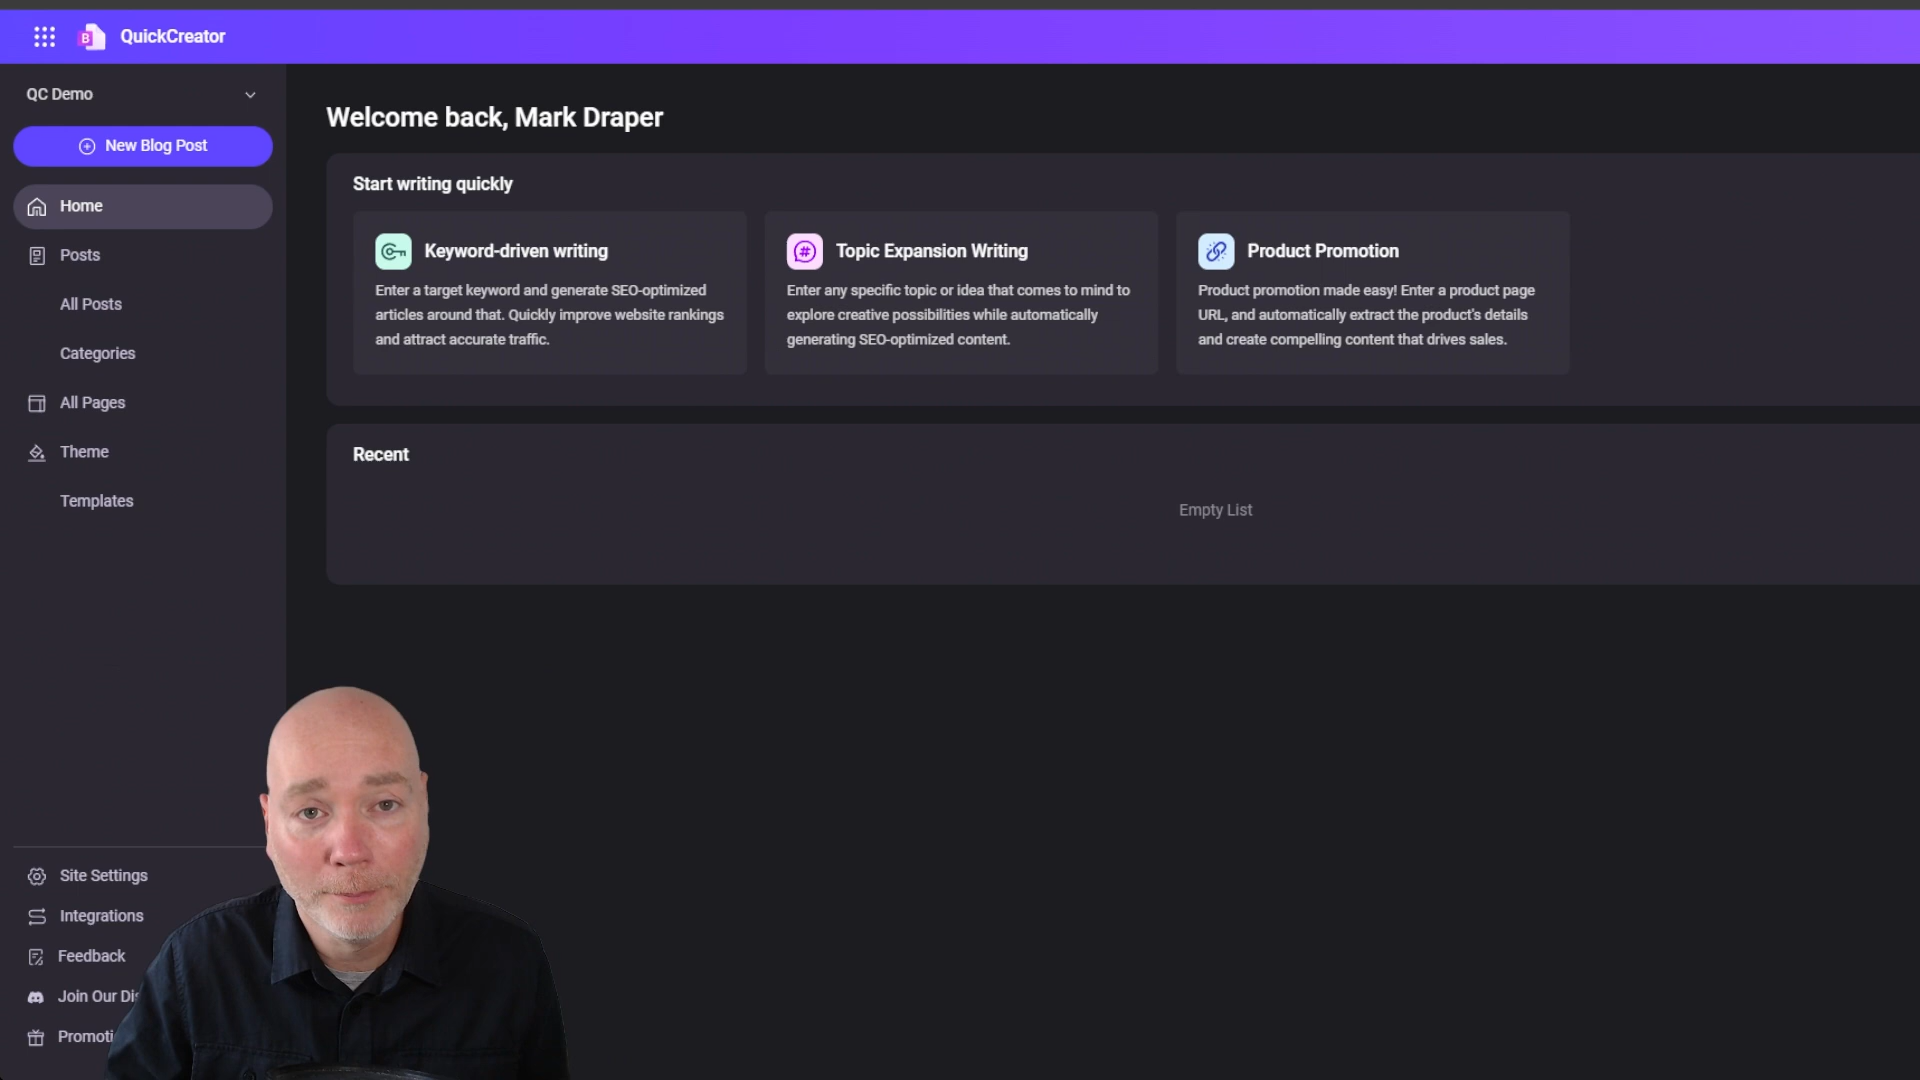 QuickCreator
QC Demo
New Blog Post
Home
Posts
All Posts
Categories
All Pages
Theme
Templates
Site Settings
Integrations
Feedback
Join Our
Welcome back, Mark Draper
Start writing quickly
Keyword-driven writing
Enter a target keyword and generate SEO-optimized
articles around that. Quickly improve website rankings
and attract accurate traffic.
Topic Expansion Writing
Enter any specific topic or idea that comes to mind to
explore creative possibilities while automatically
generating SEO-optimized content.
Product Promotion
Product promotion made easy! Enter a product page
URL, and automatically extract the product's details
and create compelling content that drives sales.
Recent
Empty List